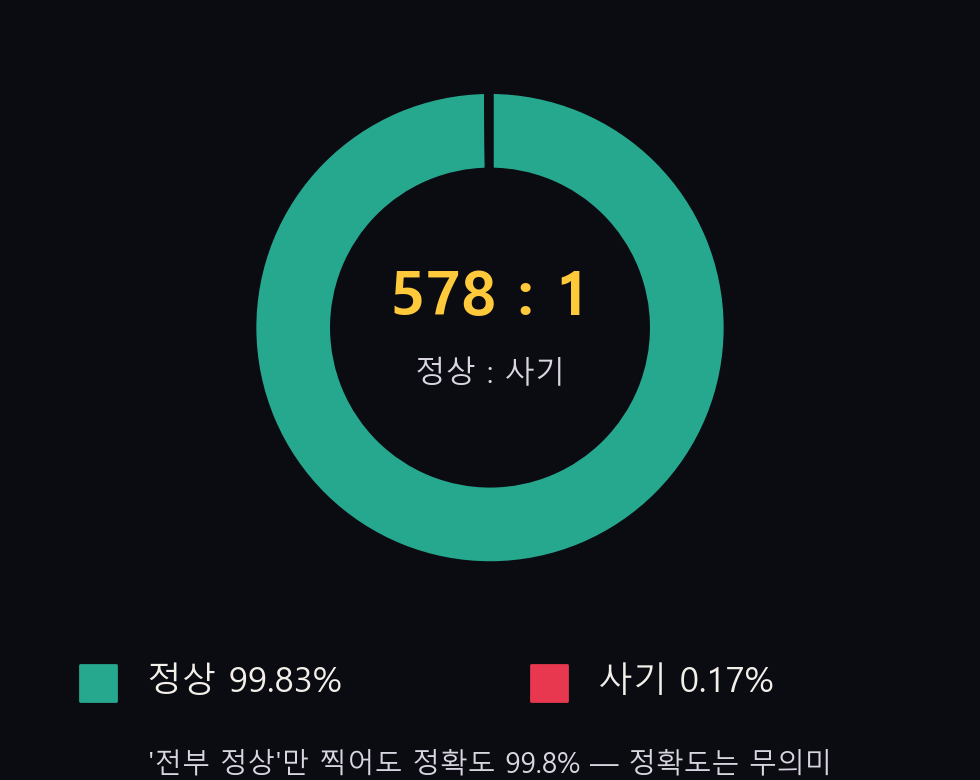 578 : 1
정상 : 사기
정상 99.83%
사기 0.17%
'전부 정상'만 찍어도 정확도 99.8% — 정확도는 무의미